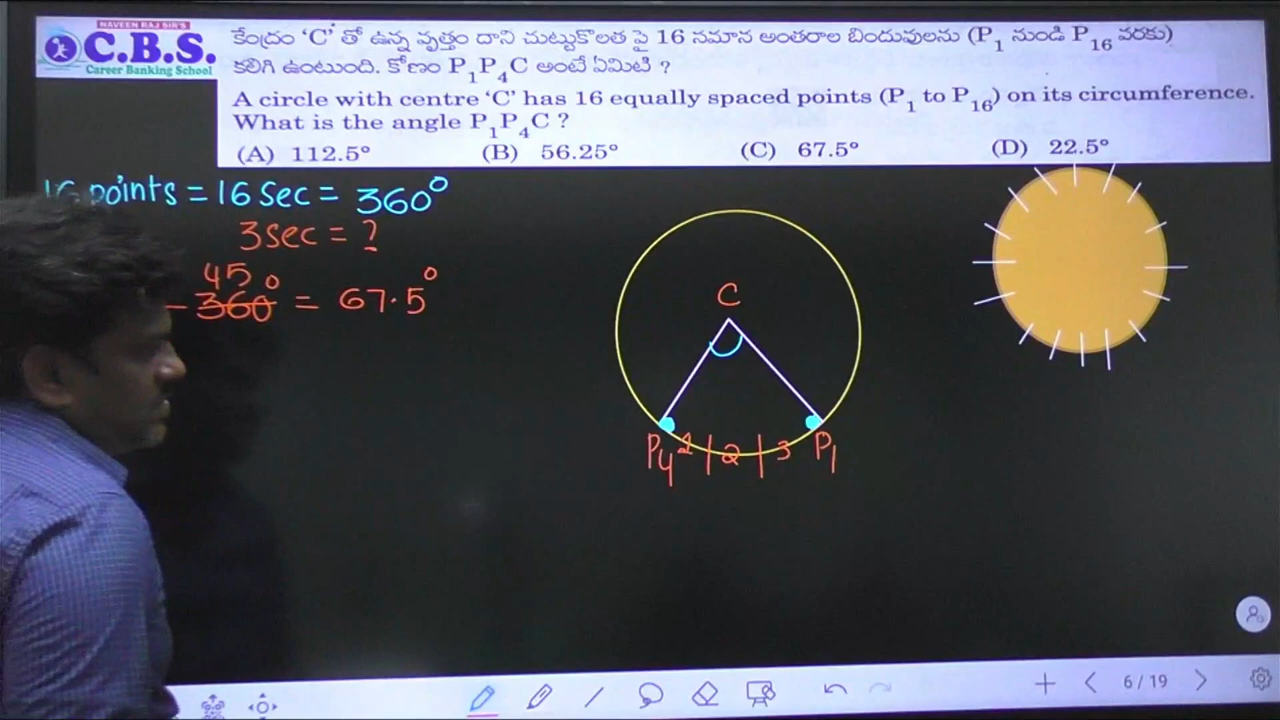 NAVEEN RAJ SIR'S
C.B.S.
Career Banking School
కేంద్రం 'C' తో ఉన్న వృత్తం దాని చుట్టుకొలత పై 16 సమాన అంతరాల బిందువులను (P1 నుండి P16 వరకు)
కలిగి ఉంటుంది. కోణం P1P4C అంటే ఏమిటి ?
A circle with centre 'C' has 16 equally spaced points (P1 to P16) on its circumference.
What is the angle P1P4C ?
(A) 112.5° (B) 56.25° (C) 67.5° (D) 22.5°
points = 16 Sec = 360°
3sec = ?
45
360° = 67.5°
C
P4 1 | 2 | 3 P1
6 / 19